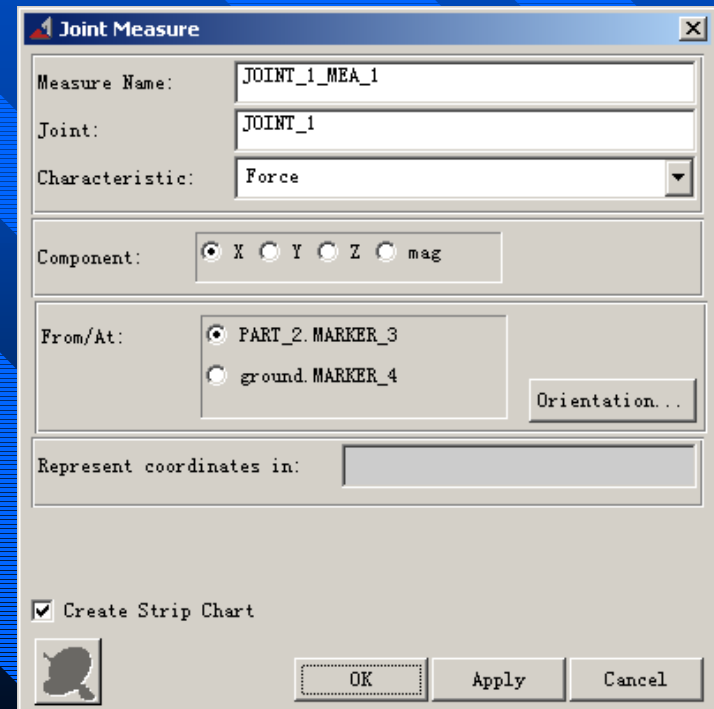 Joint Measure
Measure Name: JOINT_1_MEA_1
Joint: JOINT_1
Characteristic: Force
Component: X Y Z mag
From/At: PART_2.MARKER_3
ground.MARKER_4
Orientation...
Represent coordinates in:
Create Strip Chart
OK Apply Cancel